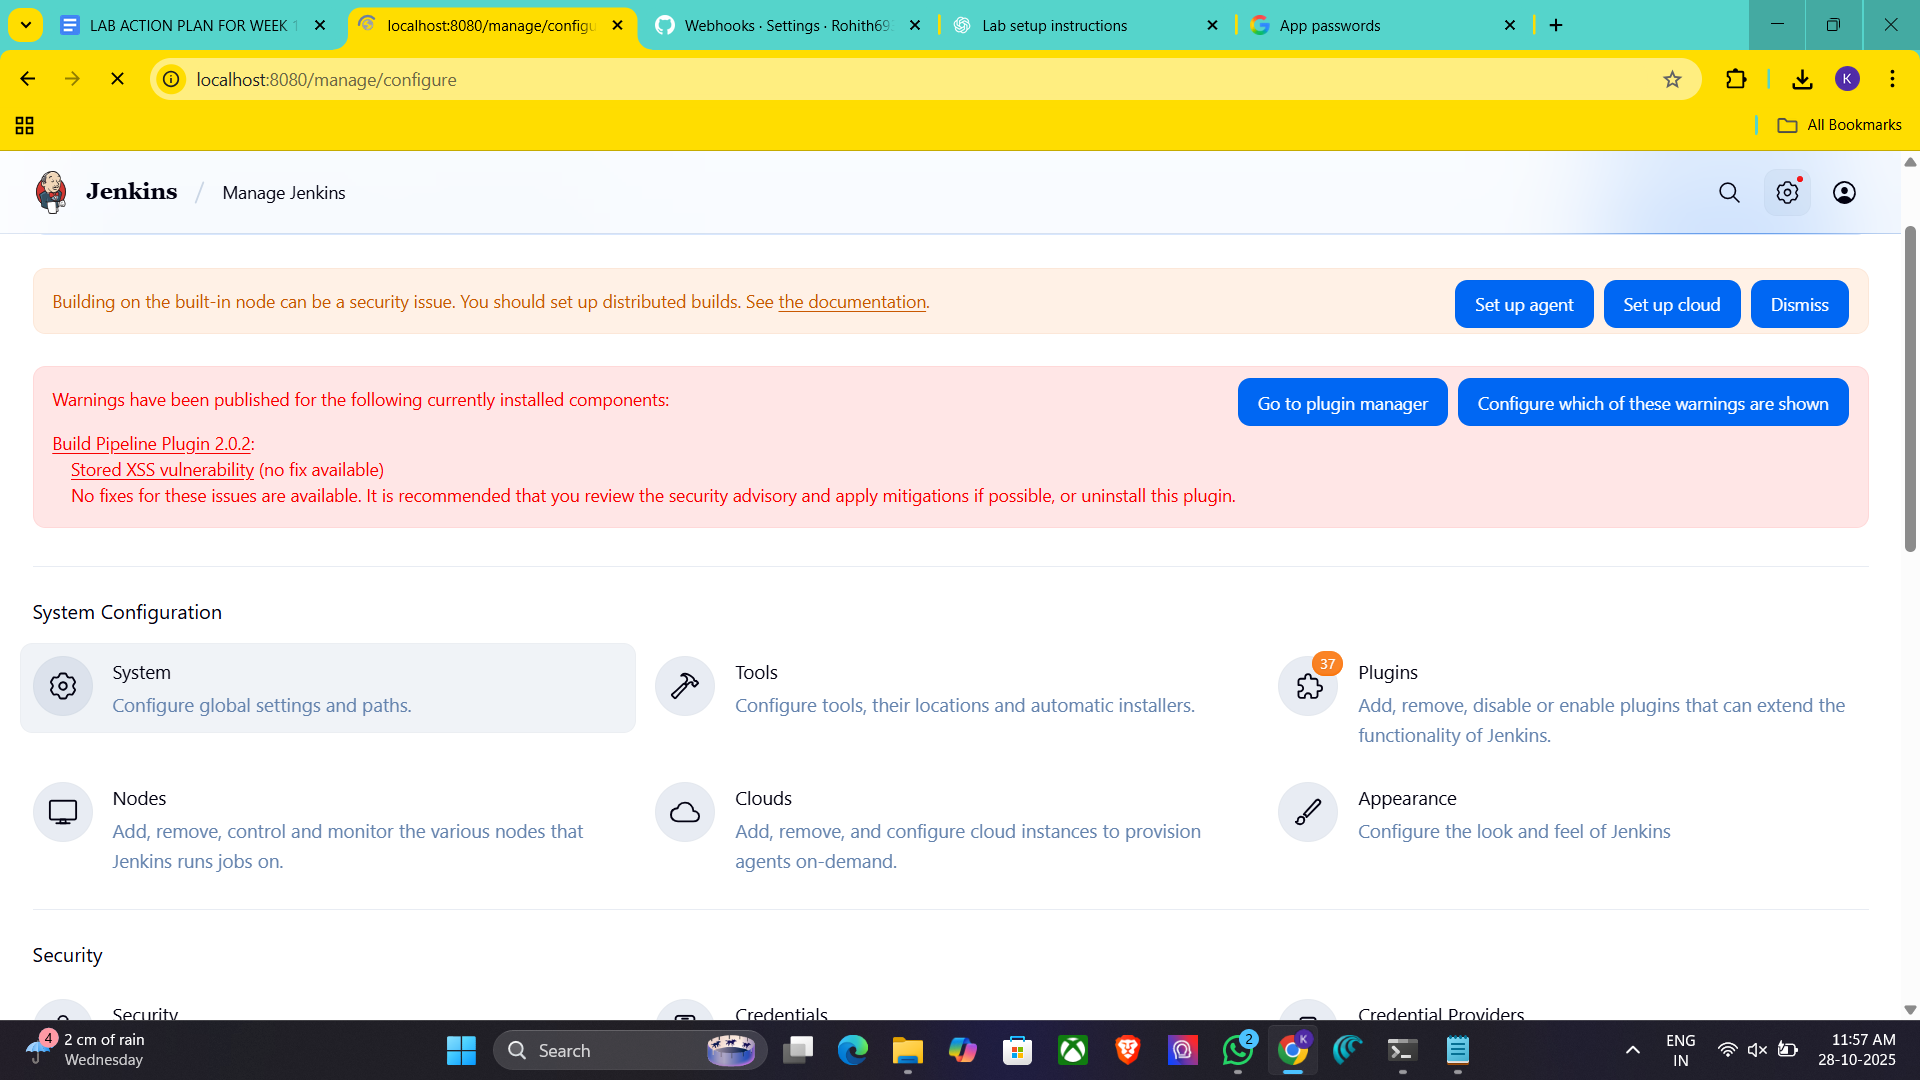 LAB ACTION PLAN FOR WEEK 1
localhost:8080/manage/configu
Webhooks · Settings · Rohith69
Lab setup instructions
App passwords
localhost:8080/manage/configure
K
All Bookmarks
Jenkins / Manage Jenkins
Building on the built-in node can be a security issue. You should set up distributed builds. See the documentation.
Set up agent
Set up cloud
Dismiss
Warnings have been published for the following currently installed components:
Go to plugin manager
Configure which of these warnings are shown
Build Pipeline Plugin 2.0.2:
Stored XSS vulnerability (no fix available)
No fixes for these issues are available. It is recommended that you review the security advisory and apply mitigations if possible, or uninstall this plugin.
System Configuration
System
Configure global settings and paths.
Tools
Configure tools, their locations and automatic installers.
37
Plugins
Add, remove, disable or enable plugins that can extend the
functionality of Jenkins.
Nodes
Add, remove, control and monitor the various nodes that
Jenkins runs jobs on.
Clouds
Add, remove, and configure cloud instances to provision
agents on-demand.
Appearance
Configure the look and feel of Jenkins
Security
Security
Credentials
Credential Providers
4
2 cm of rain
Wednesday
Search
2
K
ENG
IN
11:57 AM
28-10-2025